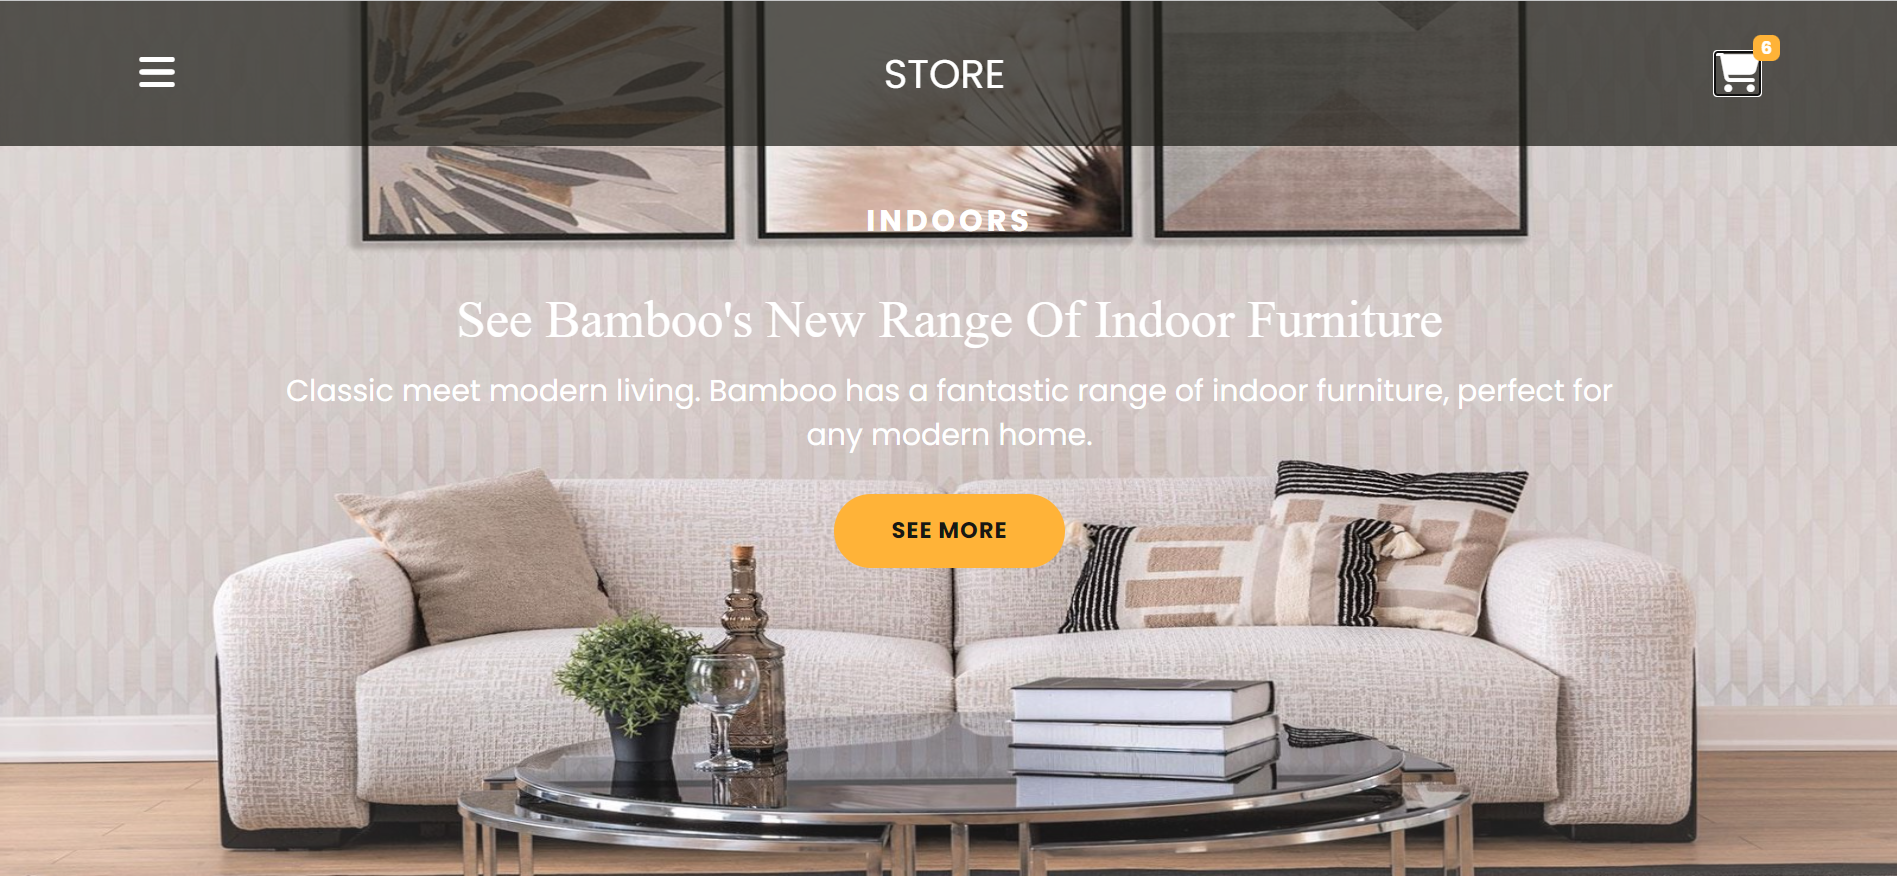 STORE
6
INDOORS
See Bamboo's New Range Of Indoor Furniture
Classic meet modern living. Bamboo has a fantastic range of indoor furniture, perfect for
any modern home.
SEE MORE